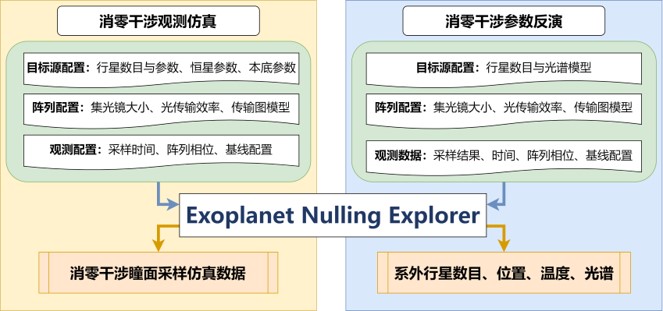 消零干涉观测仿真
目标源配置：行星数目与参数、恒星参数、本底参数
阵列配置：集光镜大小、光传输效率、传输图模型
观测配置：采样时间、阵列相位、基线配置
消零干涉参数反演
目标源配置：行星数目与光谱模型
阵列配置：集光镜大小、光传输效率、传输图模型
观测数据：采样结果、时间、阵列相位、基线配置
Exoplanet Nulling Explorer
消零干涉瞳面采样仿真数据
系外行星数目、位置、温度、光谱